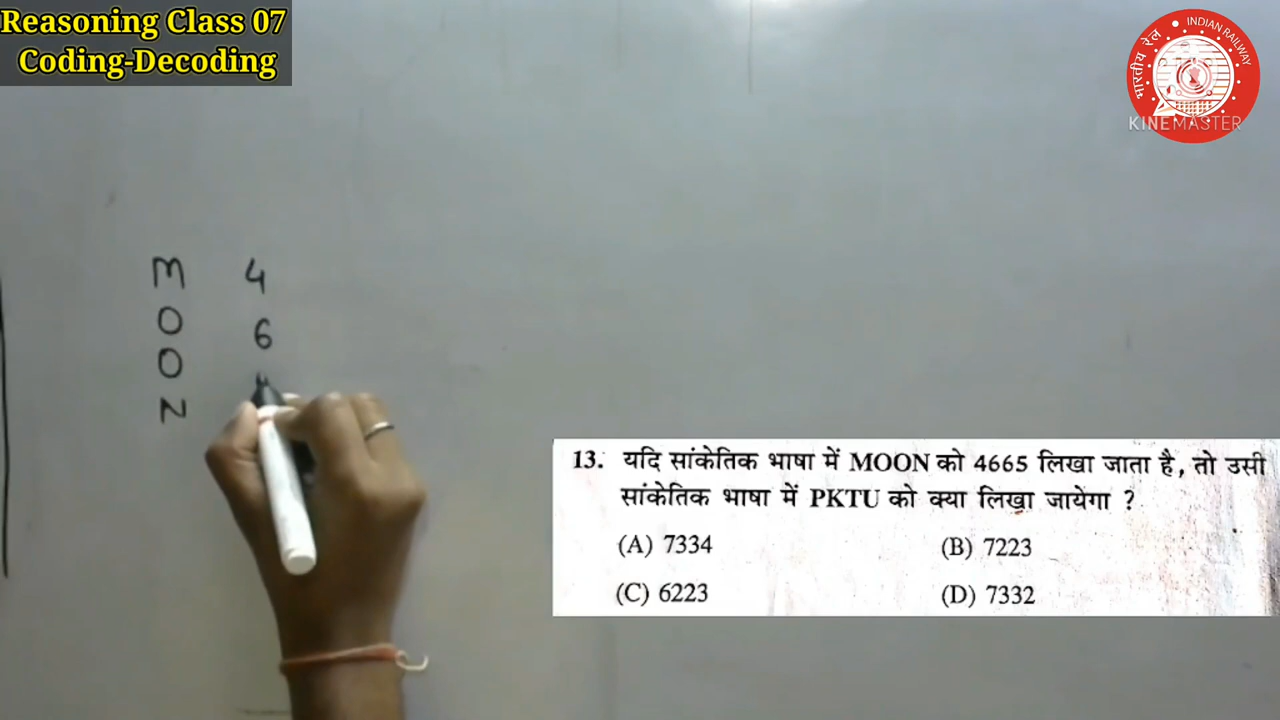 Reasoning Class 07
Coding-Decoding
भारतीय रेल
INDIAN RAILWAY
KINEMASTER
M 4
O 6
O
N
13. यदि सांकेतिक भाषा में MOON को 4665 लिखा जाता है, तो उसी
सांकेतिक भाषा में PKTU को क्या लिखा जायेगा ?
(A) 7334 (B) 7223
(C) 6223 (D) 7332